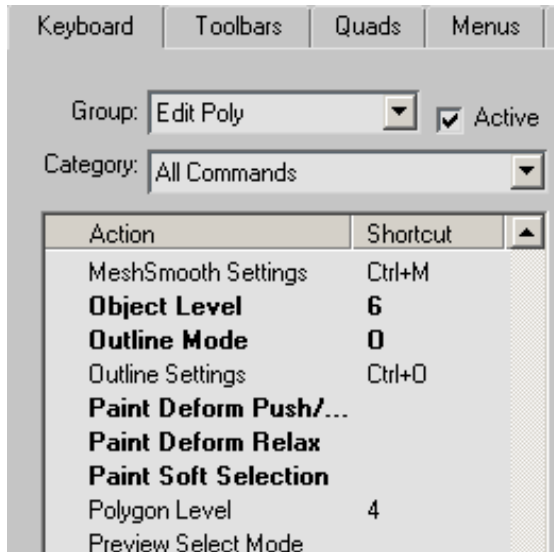 Keyboard Toolbars Quads Menus
Group: Edit Poly Active
Category: All Commands
Action Shortcut
MeshSmooth Settings Ctrl+M
Object Level 6
Outline Mode O
Outline Settings Ctrl+O
Paint Deform Push/...
Paint Deform Relax
Paint Soft Selection
Polygon Level 4
Preview Select Mode